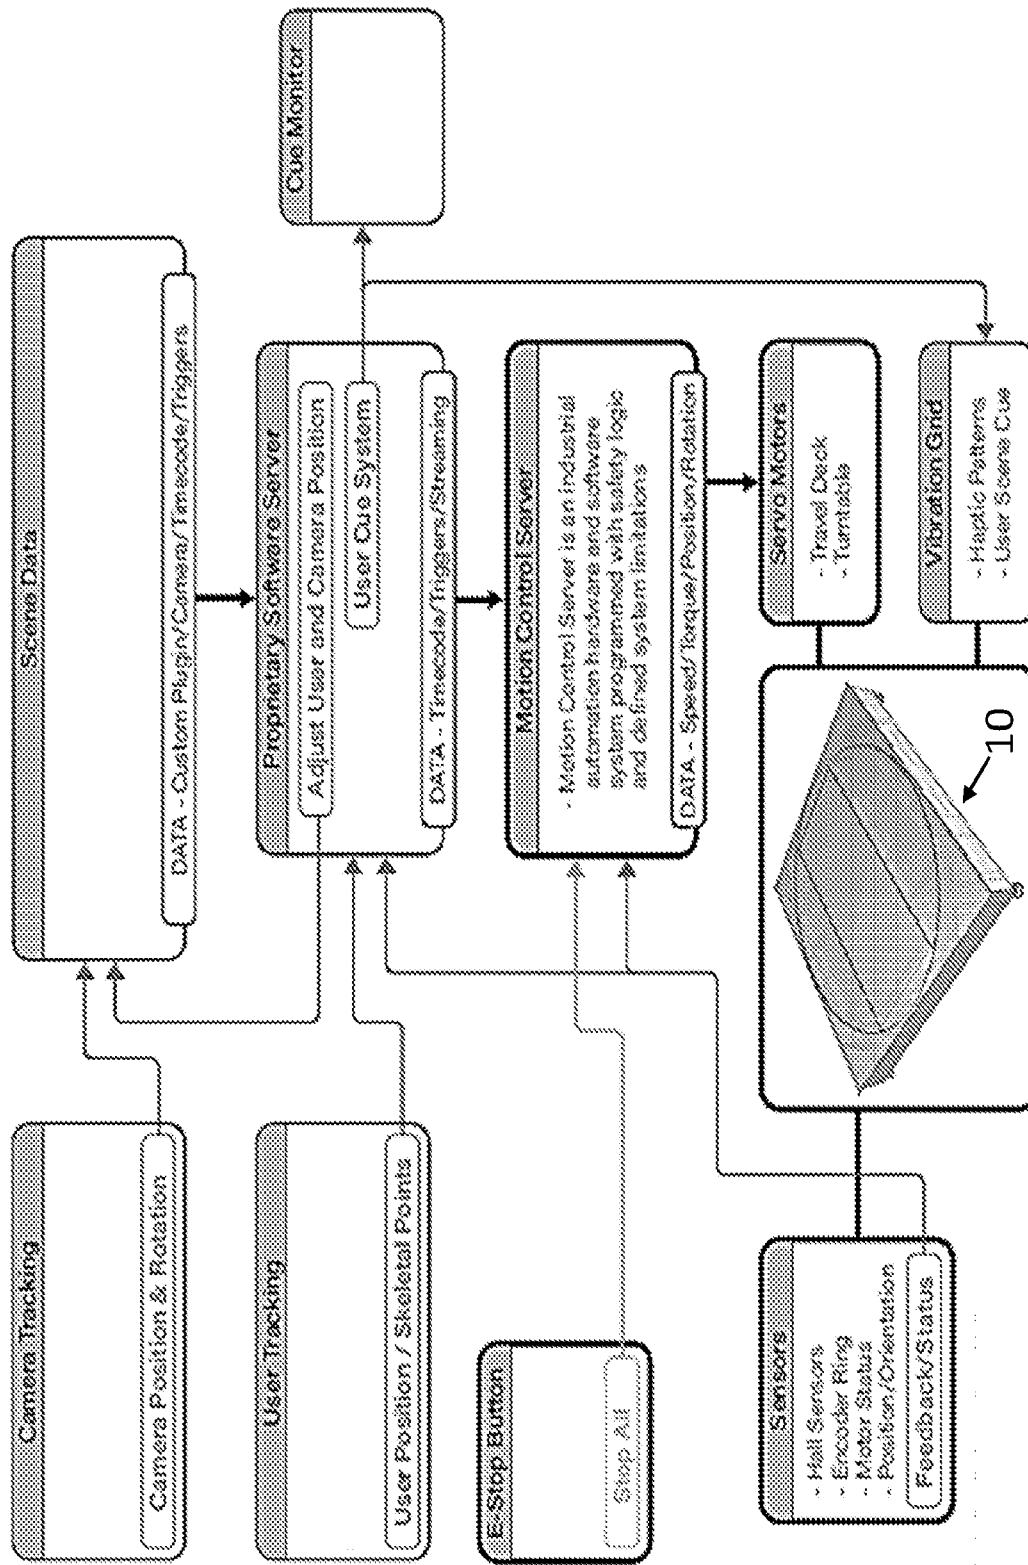 Camera Tracking
Camera Position & Rotation
Scene Data
DATA - Custom Plugin/Camera/Timecode/Triggers
User Tracking
User Position / Skeletal Points
Proprietary Software Server
Adjust User and Camera Position
User Cue System
DATA - Timecode/Triggers/Streaming
Cue Monitor
E-Stop Button
Stop All
Motion Control Server
- Motion Control Server is an industrial
automation hardware and software
system programmed with safety logic
and defined system limitations
DATA - Speed/Torque/Position/Rotation
Sensors
- Hall Sensors
- Encoder Ring
- Motor Status
- Position/Orientation
Feedback/Status
10
Servo Motors
- Travel Deck
- Turntable
Vibration Grid
- Haptic Patterns
- User Scene Cue